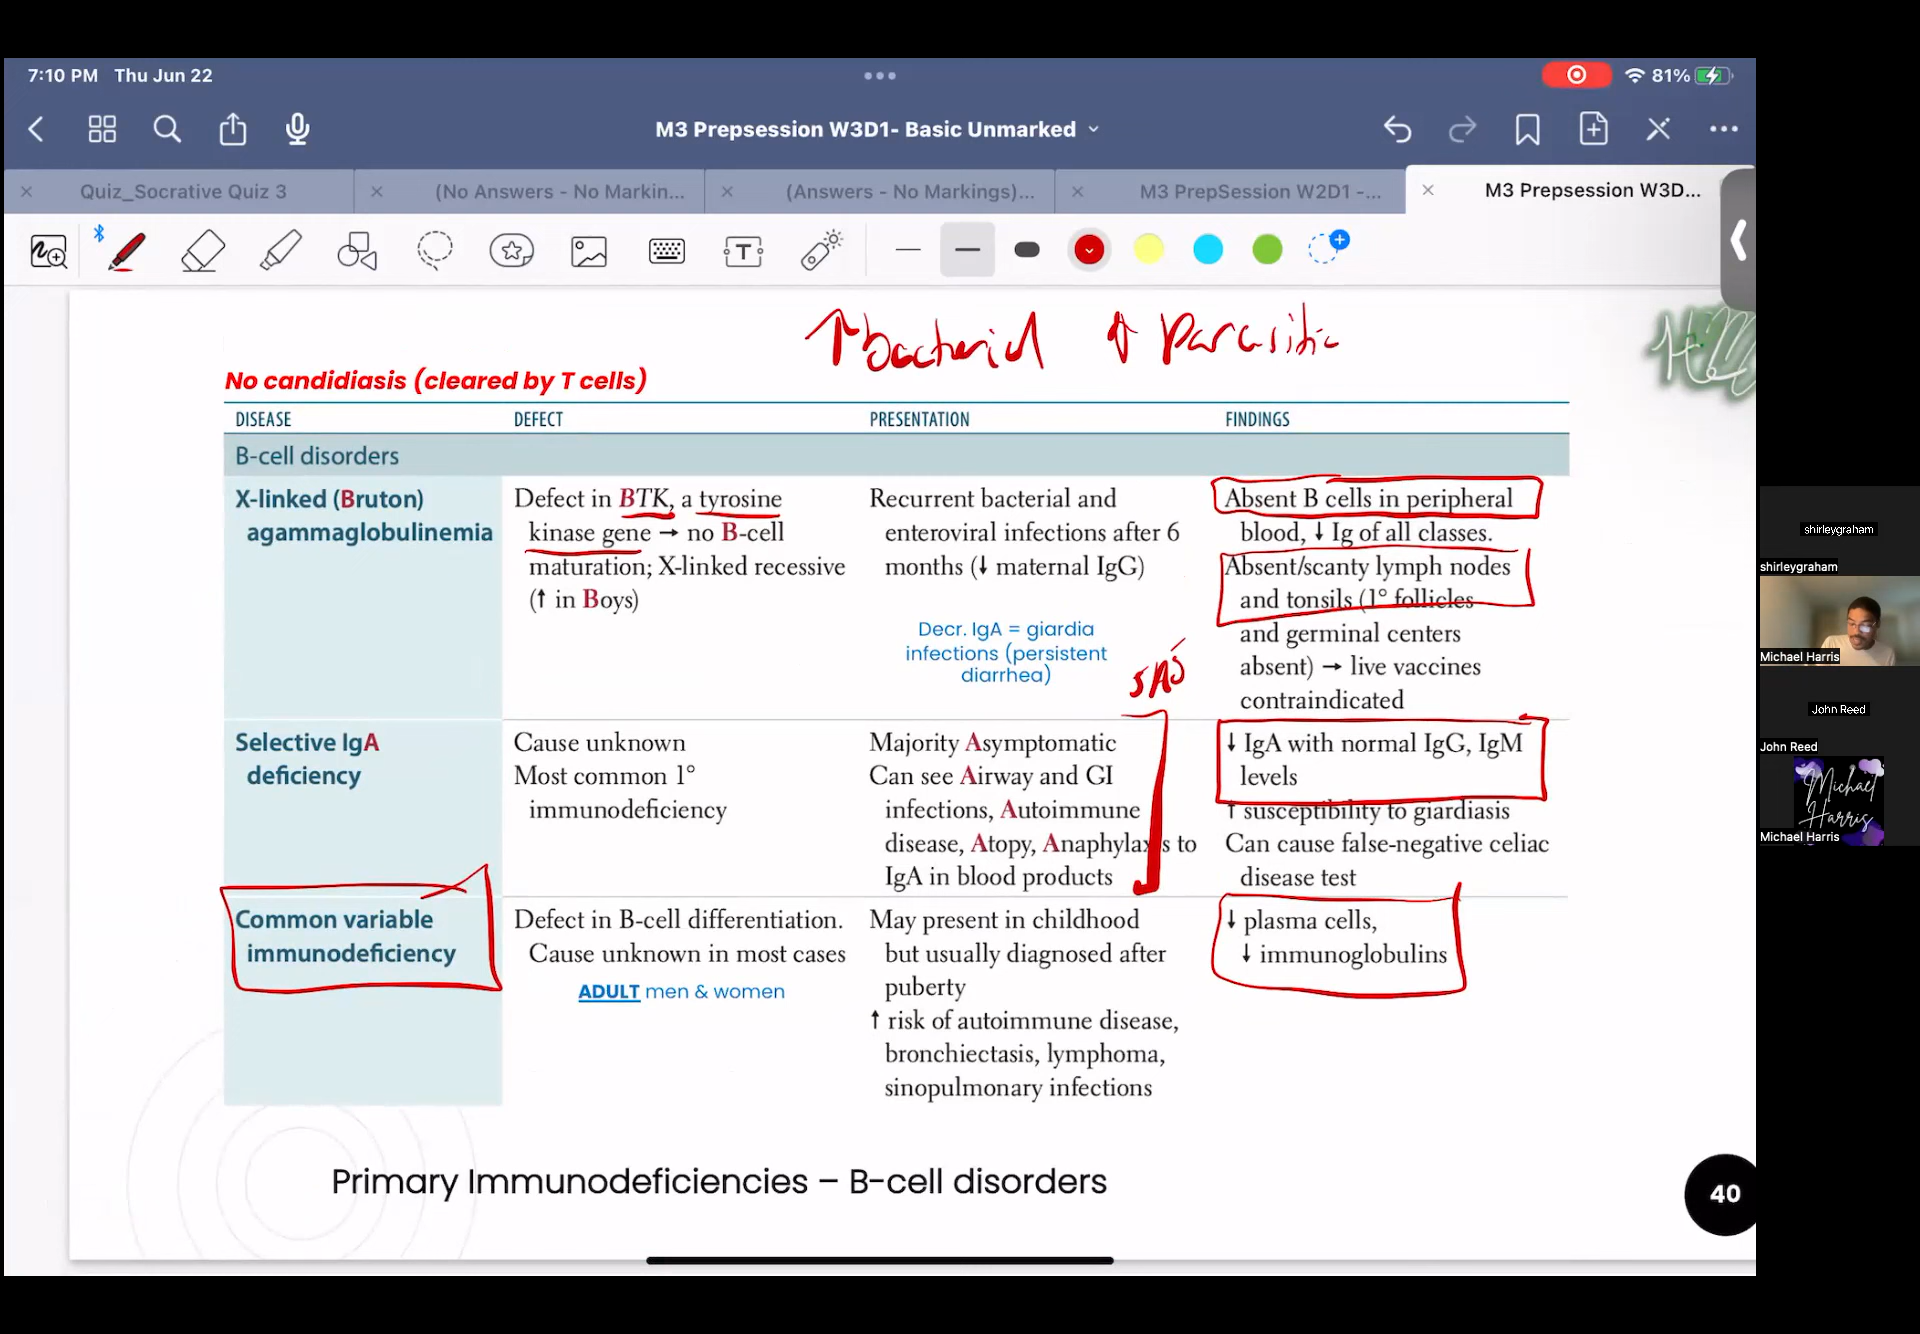 7:10 PM Thu Jun 22
81%
M3 Prepsession W3D1- Basic Unmarked
Quiz_Socrative Quiz 3
(No Answers - No Markin...
(Answers - No Markings)...
M3 PrepSession W2D1 -...
M3 Prepsession W3D...
↑ bacterial ↑ parasitic
No candidiasis (cleared by T cells)
DISEASE DEFECT PRESENTATION FINDINGS
B-cell disorders
X-linked (Bruton)
agammaglobulinemia
Defect in BTK, a tyrosine
kinase gene → no B-cell
maturation; X-linked recessive
(↑ in Boys)
Recurrent bacterial and
enteroviral infections after 6
months (↓ maternal IgG)
Decr. IgA = giardia
infections (persistent
diarrhea)
5 A's
Absent B cells in peripheral
blood, ↓ Ig of all classes.
Absent/scanty lymph nodes
and tonsils (1° follicles
and germinal centers
absent) → live vaccines
contraindicated
Selective IgA
deficiency
Cause unknown
Most common 1°
immunodeficiency
Majority Asymptomatic
Can see Airway and GI
infections, Autoimmune
disease, Atopy, Anaphylaxis to
IgA in blood products
↓ IgA with normal IgG, IgM
levels
↑ susceptibility to giardiasis
Can cause false-negative celiac
disease test
Common variable
immunodeficiency
Defect in B-cell differentiation.
Cause unknown in most cases
ADULT men & women
May present in childhood
but usually diagnosed after
puberty
↑ risk of autoimmune disease,
bronchiectasis, lymphoma,
sinopulmonary infections
↓ plasma cells,
↓ immunoglobulins
Primary Immunodeficiencies – B-cell disorders
40
shirleygraham
shirleygraham
Michael Harris
John Reed
John Reed
Michael
Harris
Michael Harris